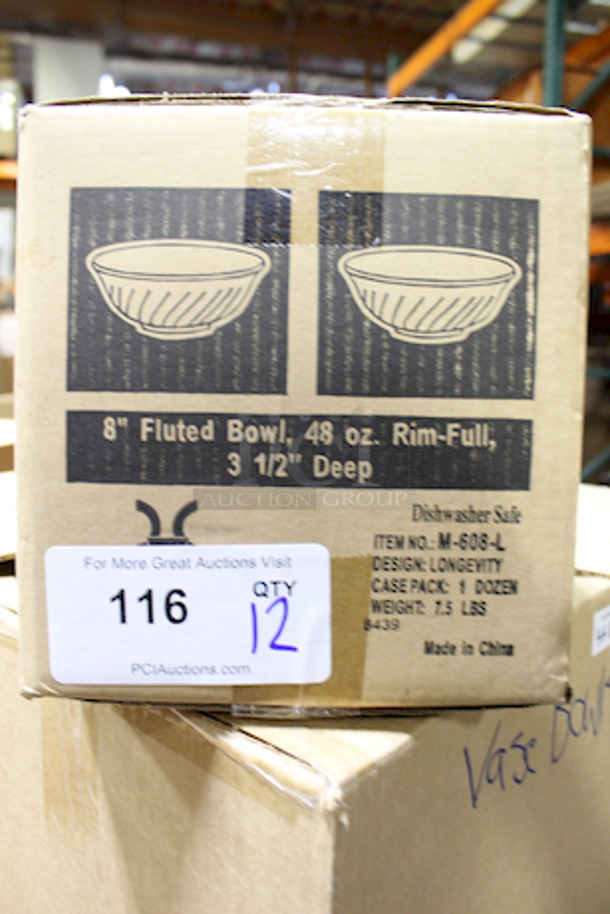 8" Fluted Bowl, 48 oz. Rim-Full,
3 1/2" Deep
pci
AUCTION GROUP
Dishwasher Safe
ITEM NO.: M-608-L
DESIGN: LONGEVITY
CASE PACK: 1 DOZEN
WEIGHT: 7.5 LBS
8439
Made in China
For More Great Auctions Visit
116
QTY
12
PCIAuctions.com
Vase